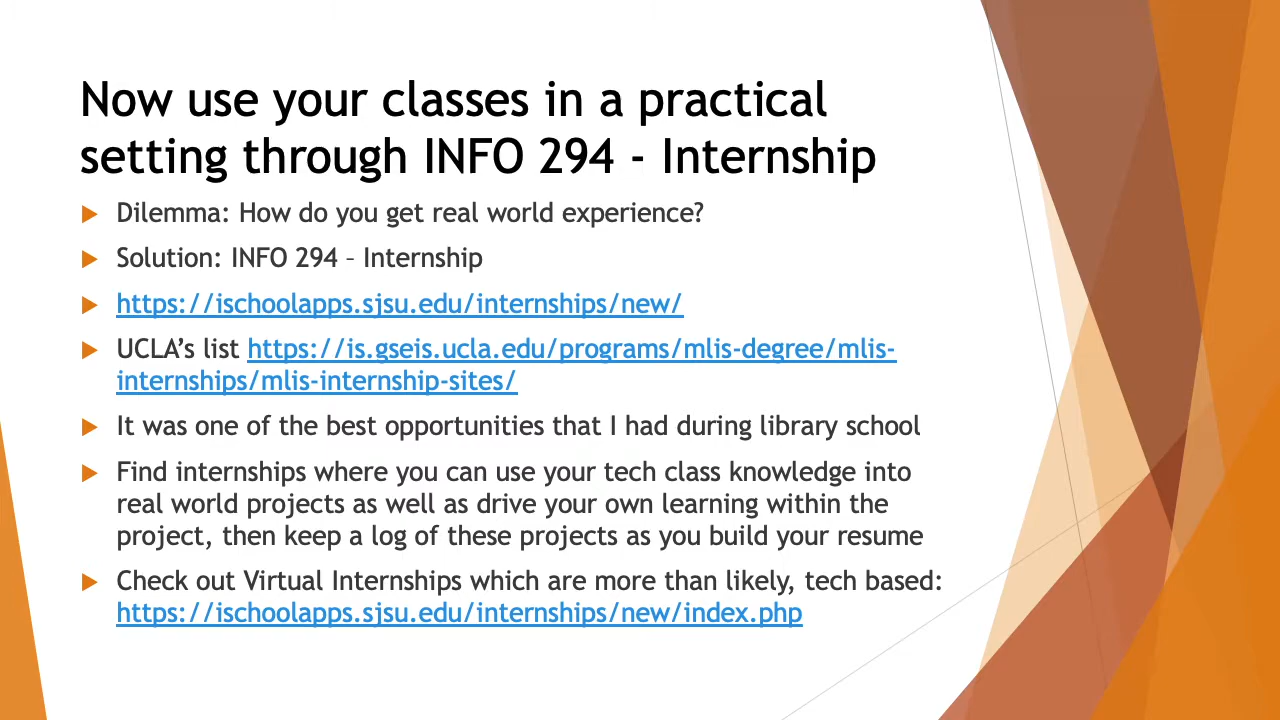 Now use your classes in a practical
setting through INFO 294 - Internship
Dilemma: How do you get real world experience?
Solution: INFO 294 – Internship
https://ischoolapps.sjsu.edu/internships/new/
UCLA’s list https://is.gseis.ucla.edu/programs/mlis-degree/mlis-
internships/mlis-internship-sites/
It was one of the best opportunities that I had during library school
Find internships where you can use your tech class knowledge into
real world projects as well as drive your own learning within the
project, then keep a log of these projects as you build your resume
Check out Virtual Internships which are more than likely, tech based:
https://ischoolapps.sjsu.edu/internships/new/index.php